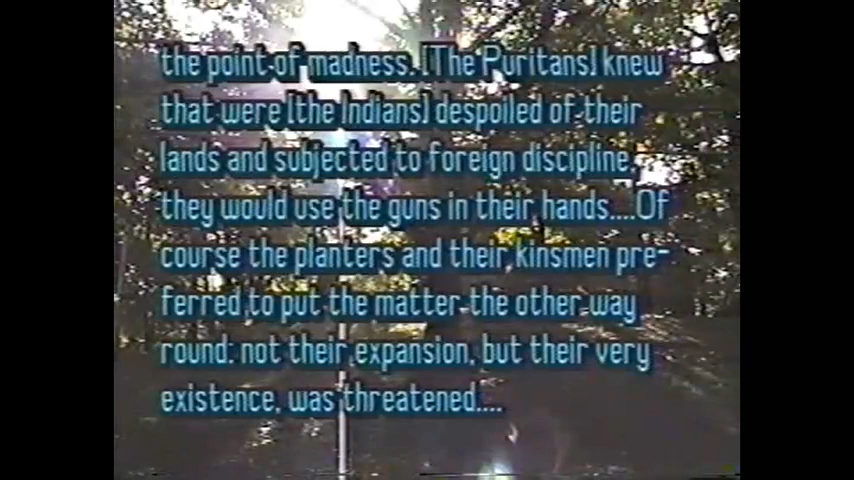 the point of madness. [The Puritans] knew
that were [the Indians] despoiled of their
lands and subjected to foreign discipline,
they would use the guns in their hands....Of
course the planters and their kinsmen pre-
ferred to put the matter the other way
round: not their expansion, but their very
existence, was threatened....